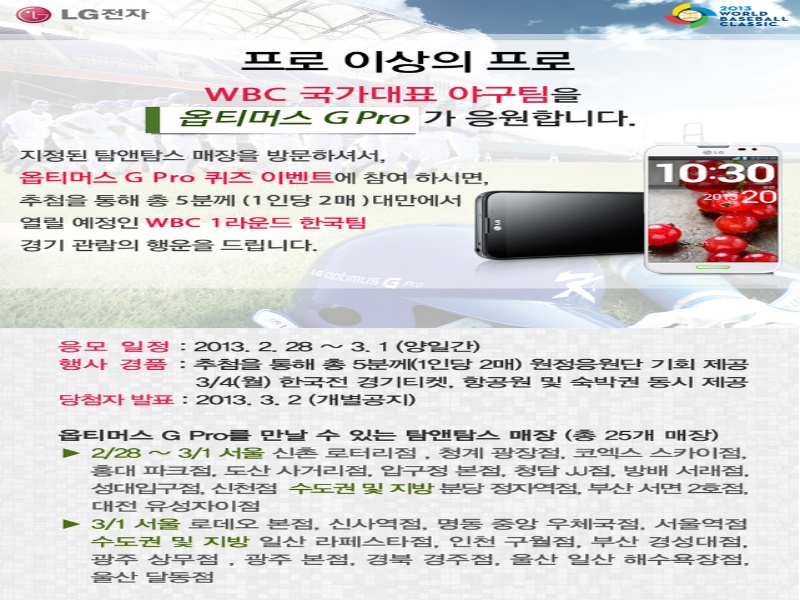 LG전자
2013 WORLD BASEBALL CLASSIC
프로 이상의 프로
WBC 국가대표 야구팀을
옵티머스 G Pro 가 응원합니다.
지정된 탐앤탐스 매장을 방문하셔서,
옵티머스 G Pro 퀴즈 이벤트에 참여 하시면,
추첨을 통해 총 5분께 (1인당 2매) 대만에서
열릴 예정인 WBC 1라운드 한국팀
경기 관람의 행운을 드립니다.
LG
10:30
2013 20
LG
LG optimus G Pro
응모 일정 : 2013. 2. 28 ~ 3. 1 (양일간)
행사 경품 : 추첨을 통해 총 5분께(1인당 2매) 원정응원단 기회 제공
3/4(월) 한국전 경기티켓, 항공원 및 숙박권 동시 제공
당첨자 발표 : 2013. 3. 2 (개별공지)
옵티머스 G Pro를 만날 수 있는 탐앤탐스 매장 (총 25개 매장)
▶ 2/28 ~ 3/1 서울 신촌 로터리점 , 청계 광장점, 코엑스 스카이점,
홍대 파크점, 도산 사거리점, 압구정 본점, 청담 JJ점, 방배 서래점,
성대입구점, 신천점 수도권 및 지방 분당 정자역점, 부산 서면 2호점,
대전 유성자이점
▶ 3/1 서울 로데오 본점, 신사역점, 명동 중앙 우체국점, 서울역점
수도권 및 지방 일산 라페스타점, 인천 구월점, 부산 경성대점,
광주 상무점 , 광주 본점, 경북 경주점, 울산 일산 해수욕장점,
울산 달동점